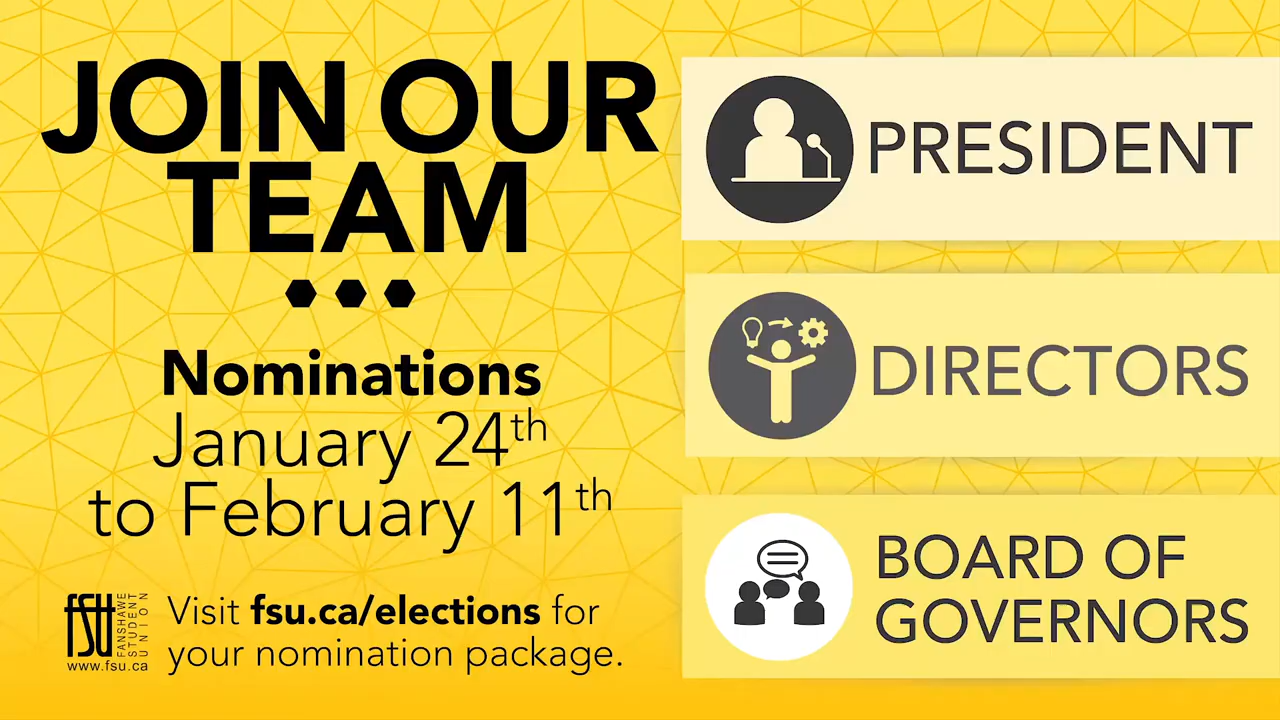 JOIN OUR
TEAM
Nominations
January 24th
to February 11th
fsu
FANSHAWE
STUDENT
UNION
www.fsu.ca
Visit fsu.ca/elections for
your nomination package.
PRESIDENT
DIRECTORS
BOARD OF
GOVERNORS